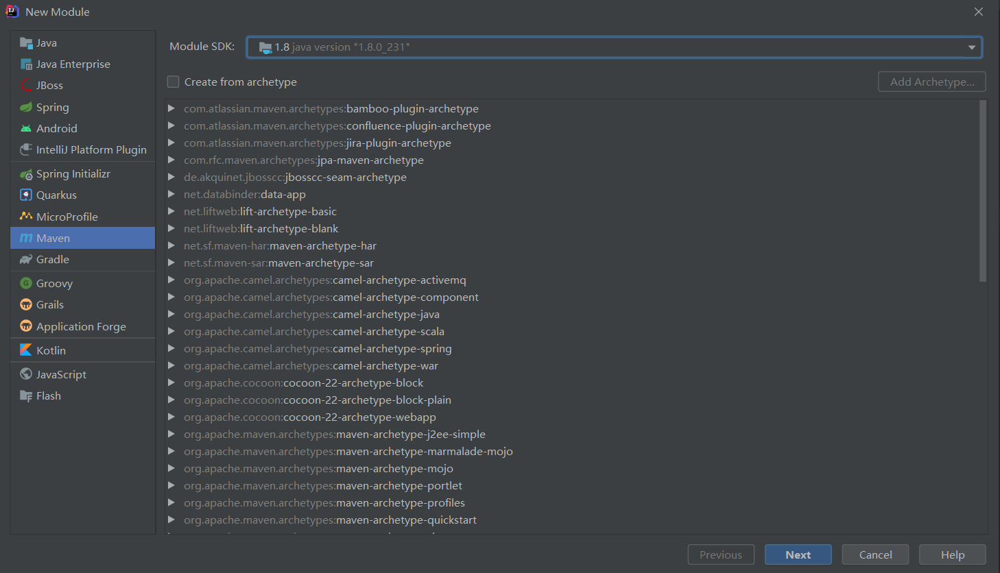 New Module
Java
Java Enterprise
JBoss
Spring
Android
IntelliJ Platform Plugin
Spring Initializr
Quarkus
MicroProfile
Maven
Gradle
Groovy
Grails
Application Forge
Kotlin
JavaScript
Flash
Module SDK: 1.8 java version "1.8.0_231"
Create from archetype
Add Archetype...
com.atlassian.maven.archetypes:bamboo-plugin-archetype
com.atlassian.maven.archetypes:confluence-plugin-archetype
com.atlassian.maven.archetypes:jira-plugin-archetype
com.rfc.maven.archetypes:jpa-maven-archetype
de.akquinet.jbosscc:jbosscc-seam-archetype
net.databinder:data-app
net.liftweb:lift-archetype-basic
net.liftweb:lift-archetype-blank
net.sf.maven-har:maven-archetype-har
net.sf.maven-sar:maven-archetype-sar
org.apache.camel.archetypes:camel-archetype-activemq
org.apache.camel.archetypes:camel-archetype-component
org.apache.camel.archetypes:camel-archetype-java
org.apache.camel.archetypes:camel-archetype-scala
org.apache.camel.archetypes:camel-archetype-spring
org.apache.camel.archetypes:camel-archetype-war
org.apache.cocoon:cocoon-22-archetype-block
org.apache.cocoon:cocoon-22-archetype-block-plain
org.apache.cocoon:cocoon-22-archetype-webapp
org.apache.maven.archetypes:maven-archetype-j2ee-simple
org.apache.maven.archetypes:maven-archetype-marmalade-mojo
org.apache.maven.archetypes:maven-archetype-mojo
org.apache.maven.archetypes:maven-archetype-portlet
org.apache.maven.archetypes:maven-archetype-profiles
org.apache.maven.archetypes:maven-archetype-quickstart
Previous
Next
Cancel
Help